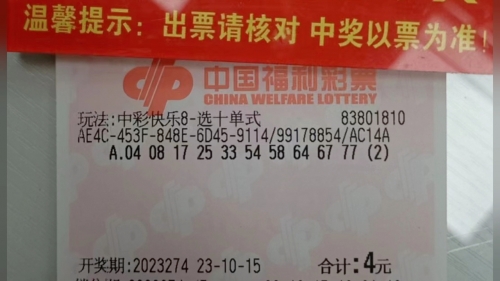 温馨提示：出票请核对 中奖以票为准！
中国福利彩票
CHINA WELFARE LOTTERY
玩法:中彩快乐8-选十单式 83801810
AE4C-453F-848E-6D45-9114/99178854/AC14A
A.04 08 17 25 33 54 58 64 67 77 (2)
开奖期:2023274 23-10-15 合计:4元